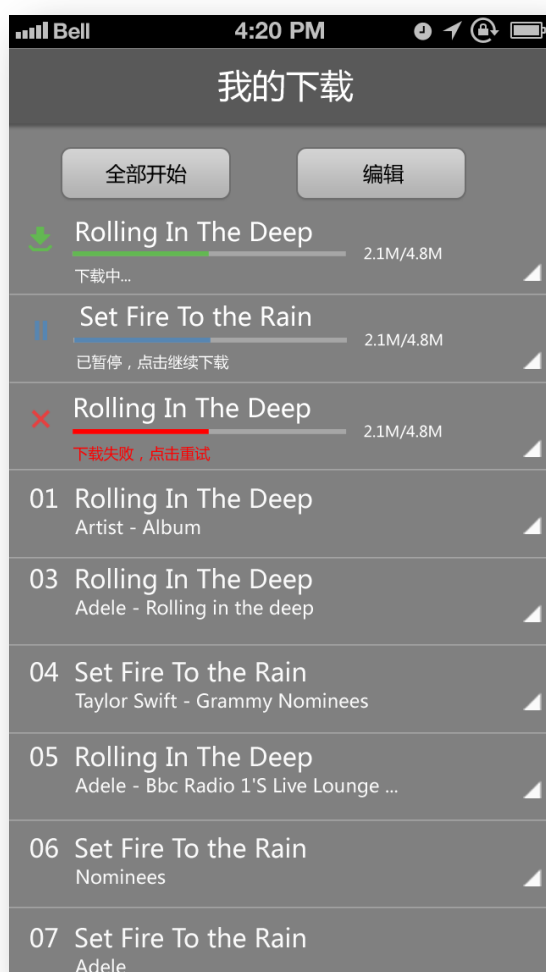 Bell 4:20 PM
我的下载
全部开始 编辑
Rolling In The Deep
2.1M/4.8M
下载中...
Set Fire To the Rain
2.1M/4.8M
已暂停，点击继续下载
Rolling In The Deep
2.1M/4.8M
下载失败，点击重试
01 Rolling In The Deep
Artist - Album
03 Rolling In The Deep
Adele - Rolling in the deep
04 Set Fire To the Rain
Taylor Swift - Grammy Nominees
05 Rolling In The Deep
Adele - Bbc Radio 1'S Live Lounge ...
06 Set Fire To the Rain
Nominees
07 Set Fire To the Rain
Adele